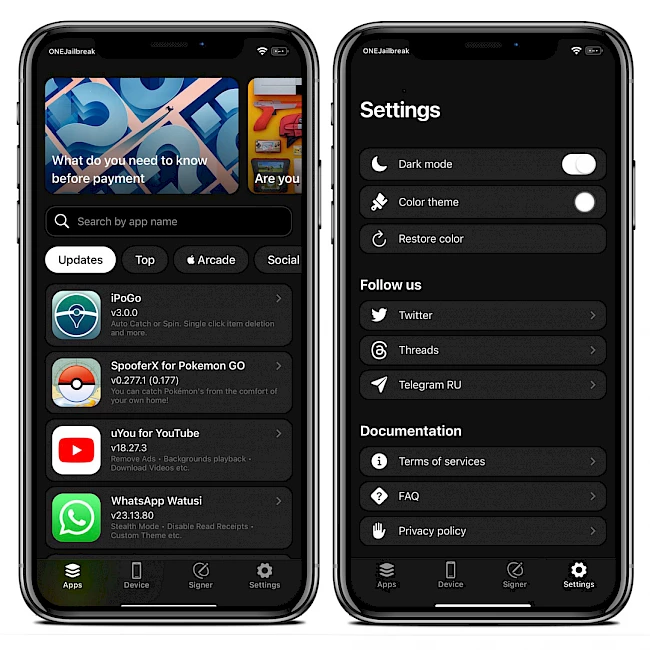 ONEJailbreak
What do you need to know
before payment
Are you
Search by app name
Updates
Top
Arcade
Social
iPoGo
v3.0.0
Auto Catch or Spin. Single click item deletion
and more.
SpooferX for Pokemon GO
v0.277.1 (0.177)
You can catch Pokémon's from the comfort of
your own home!
uYou for YouTube
v18.27.3
Remove Ads • Backgrounds playback •
Download Videos etc.
WhatsApp Watusi
v23.13.80
Stealth Mode • Disable Read Receipts •
Custom Theme etc.
Apps
Device
Signer
Settings
ONEJailbreak
Settings
Dark mode
Color theme
Restore color
Follow us
Twitter
Threads
Telegram RU
Documentation
Terms of services
FAQ
Privacy policy
Apps
Device
Signer
Settings